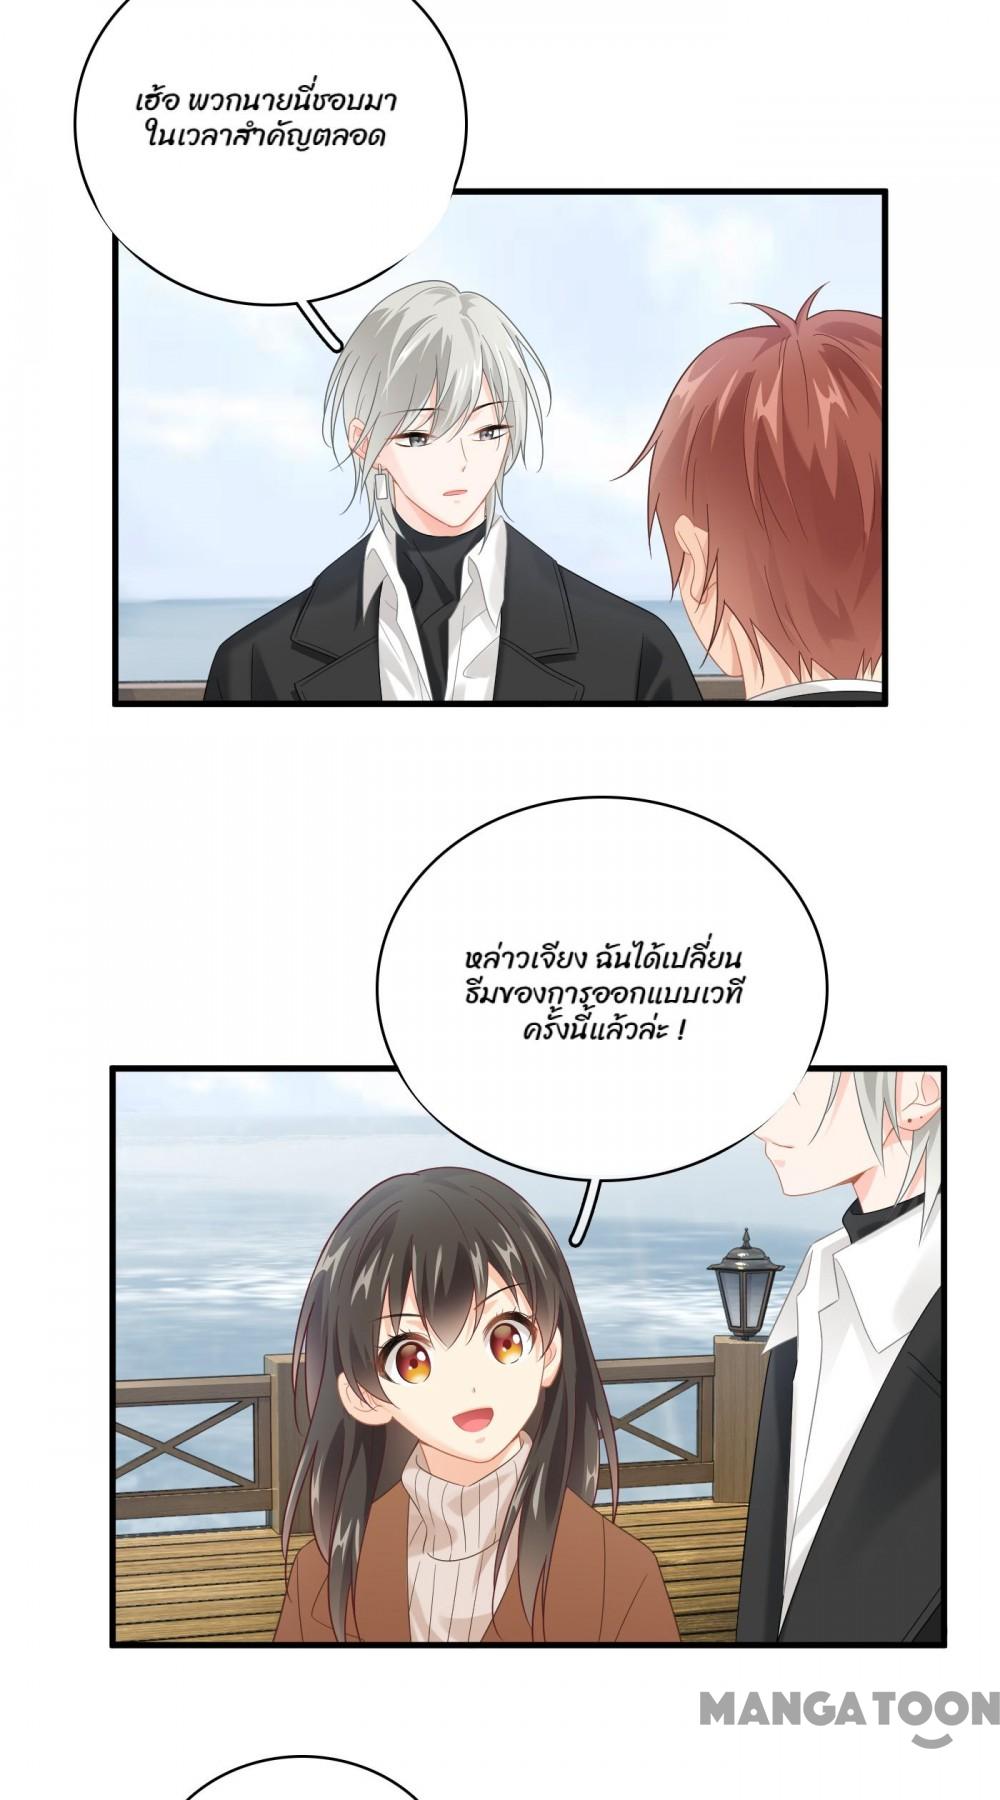 เฮ้อ พวกนายนี่ชอบมา
ในเวลาสำคัญตลอด
หล่าวเจียง ฉันได้เปลี่ยน
ธีมของการออกแบบเวที
ครั้งนี้แล้วล่ะ !
MANGATOON